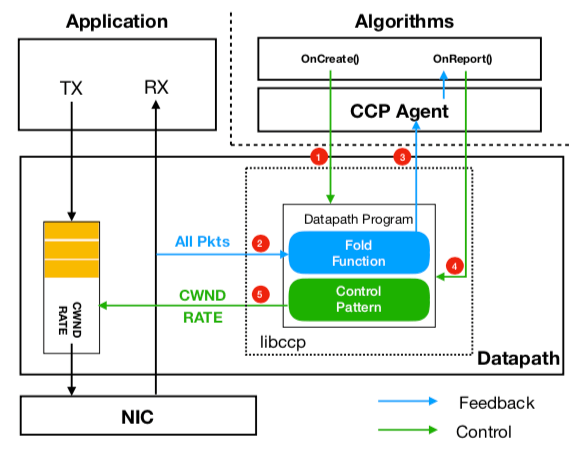 Application
Algorithms
TX
RX
OnCreate()
OnReport()
CCP Agent
1
3
Datapath Program
All Pkts
2
Fold
Function
4
CWND
RATE
5
Control
Pattern
CWND
RATE
libccp
Datapath
NIC
Feedback
Control